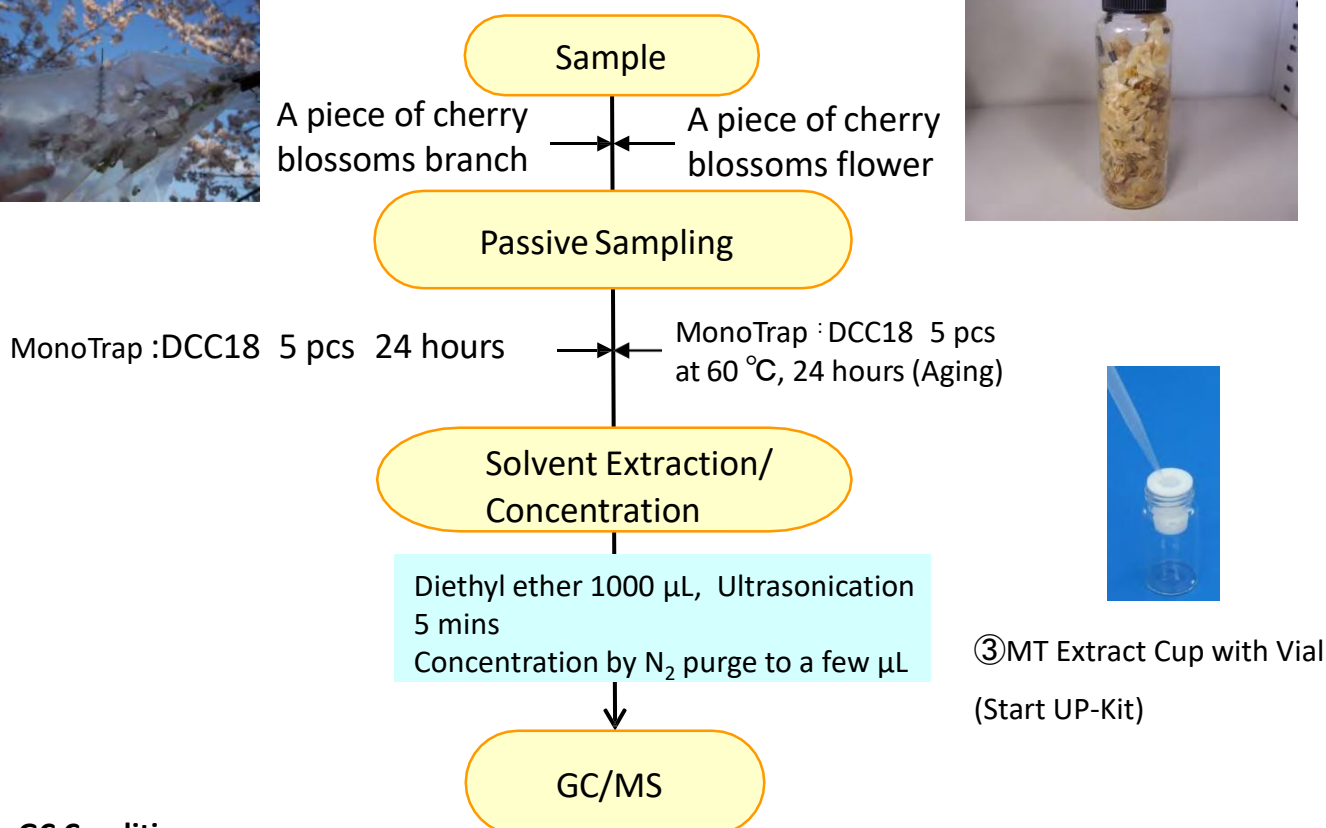 Sample
A piece of cherry
blossoms branch
A piece of cherry
blossoms flower
Passive Sampling
MonoTrap :DCC18 5 pcs 24 hours
MonoTrap：DCC18 5 pcs
at 60 ℃, 24 hours (Aging)
Solvent Extraction/
Concentration
Diethyl ether 1000 µL, Ultrasonication
5 mins
Concentration by N₂ purge to a few µL
③MT Extract Cup with Vial
(Start UP-Kit)
GC/MS